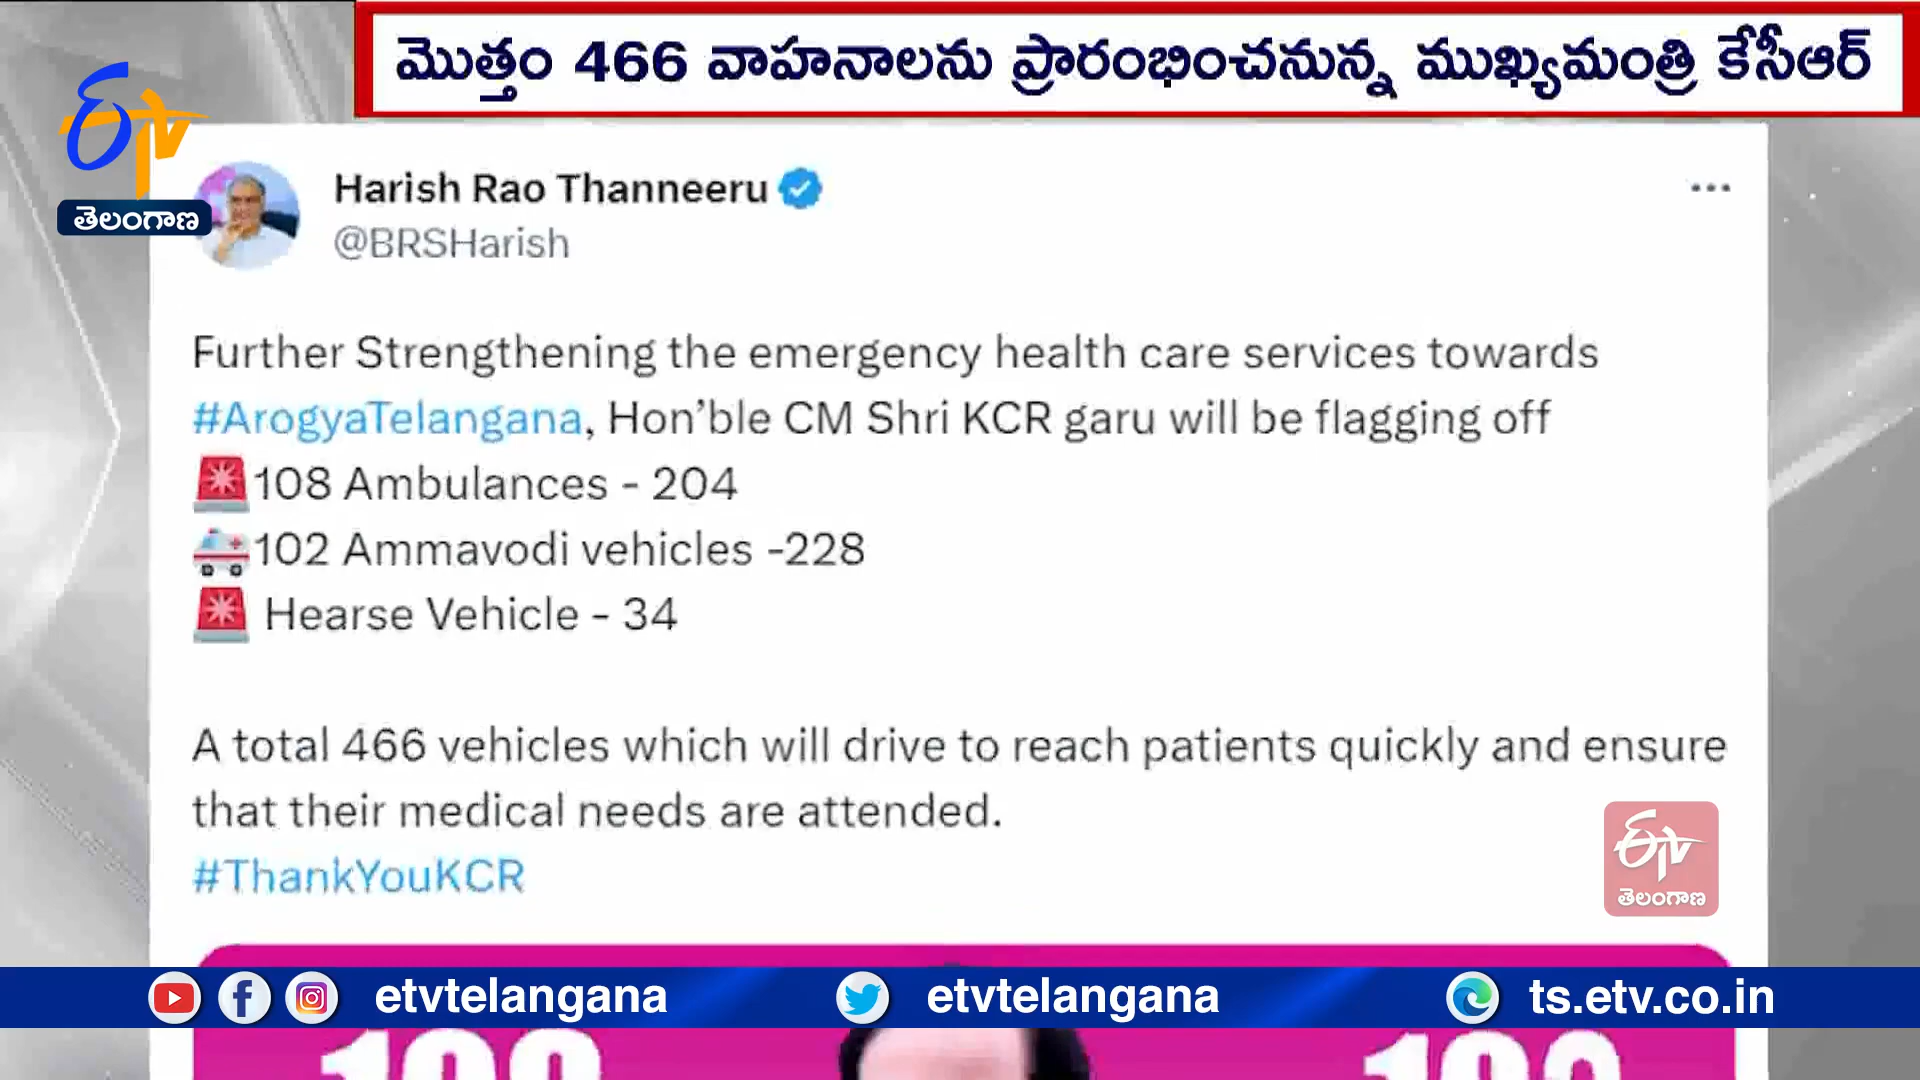 మొత్తం 466 వాహనాలను ప్రారంభించనున్న ముఖ్యమంత్రి కేసీఆర్
ETV
తెలంగాణ
Harish Rao Thanneeru
@BRSHarish
Further Strengthening the emergency health care services towards
#ArogyaTelangana, Hon’ble CM Shri KCR garu will be flagging off
108 Ambulances - 204
102 Ammavodi vehicles -228
Hearse Vehicle - 34
A total 466 vehicles which will drive to reach patients quickly and ensure
that their medical needs are attended.
#ThankYouKCR
ETV
తెలంగాణ
etvtelangana
etvtelangana
ts.etv.co.in